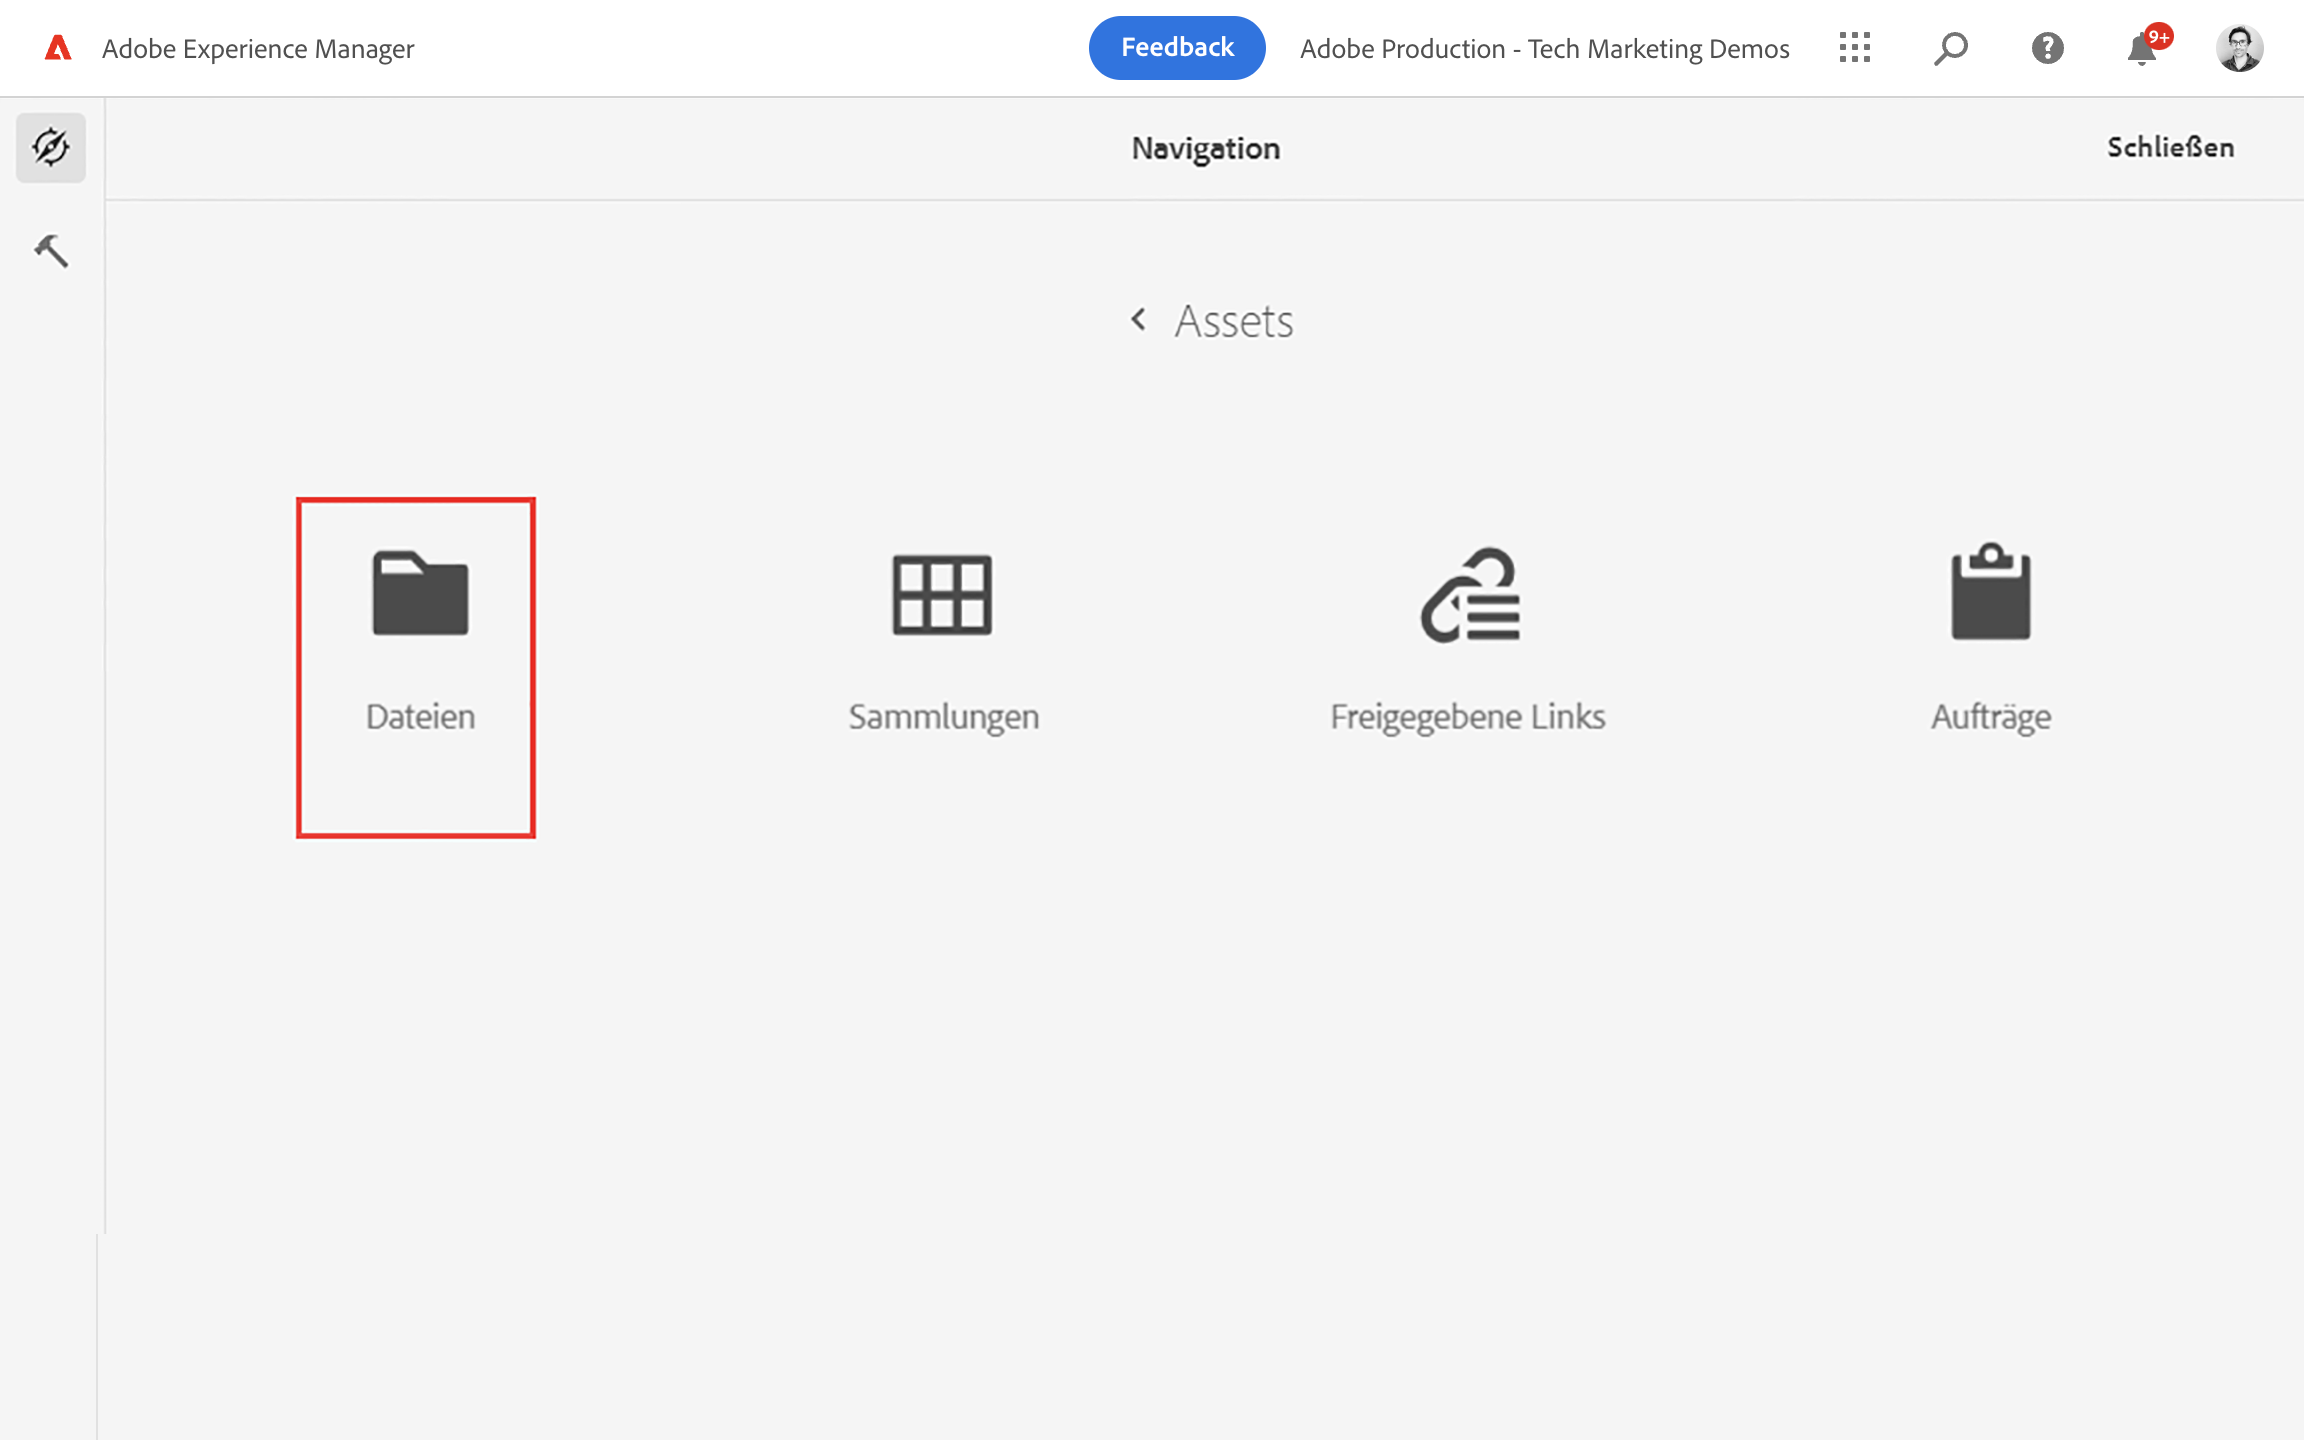 Adobe Experience Manager
Feedback
Adobe Production - Tech Marketing Demos
9+
Navigation
Schließen
Assets
Dateien
Sammlungen
Freigegebene Links
Aufträge